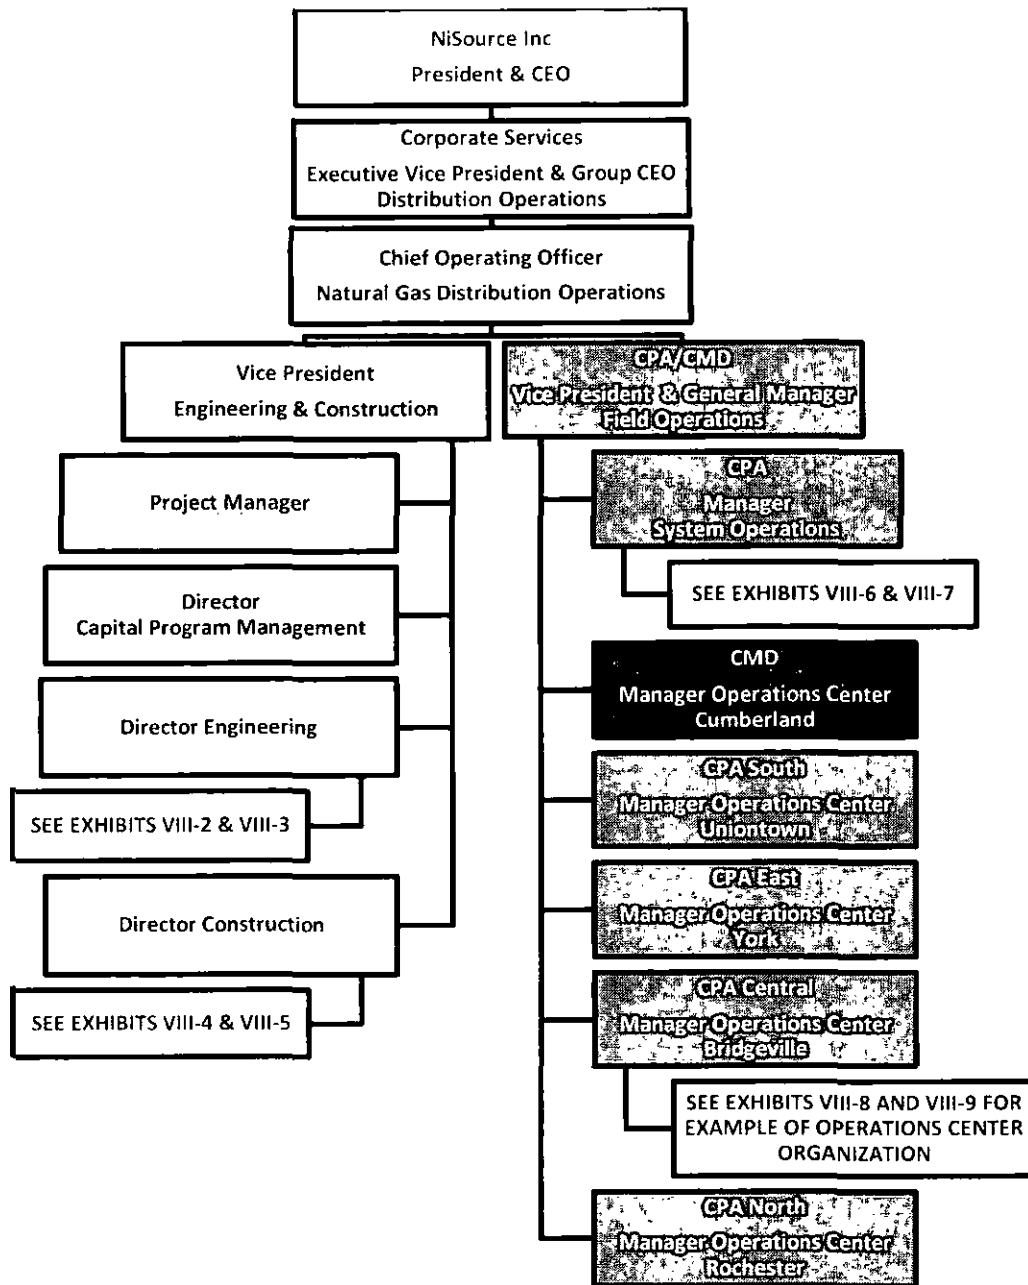 NiSource Inc
President & CEO
Corporate Services
Executive Vice President & Group CEO
Distribution Operations
Chief Operating Officer
Natural Gas Distribution Operations
Vice President
Engineering & Construction
Project Manager
Director
Capital Program Management
Director Engineering
SEE EXHIBITS VIII-2 & VIII-3
Director Construction
SEE EXHIBITS VIII-4 & VIII-5
CPA/CMD
Vice President & General Manager
Field Operations
CPA
Manager
System Operations
SEE EXHIBITS VIII-6 & VIII-7
CMD
Manager Operations Center
Cumberland
CPA South
Manager Operations Center
Uniontown
CPA East
Manager Operations Center
York
CPA Central
Manager Operations Center
Bridgeville
SEE EXHIBITS VIII-8 AND VIII-9 FOR
EXAMPLE OF OPERATIONS CENTER
ORGANIZATION
CPA North
Manager Operations Center
Rochester